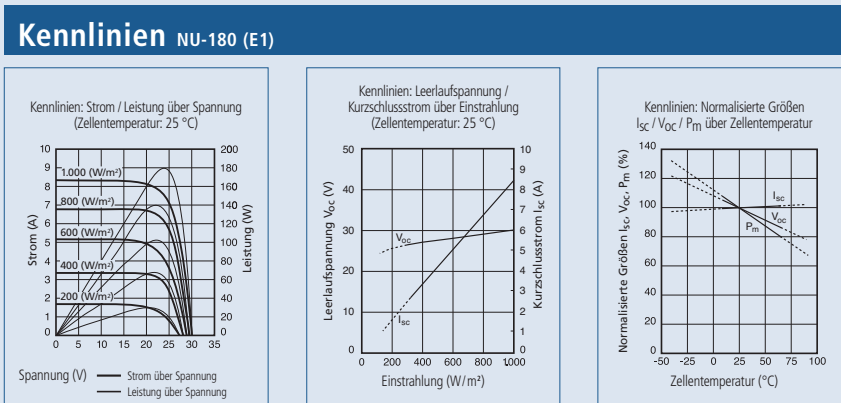 Kennlinien NU-180 (E1)
Kennlinien: Strom / Leistung über Spannung
(Zellentemperatur: 25 °C)
10
9
8
7
6
5
4
3
2
1
0
Strom (A)
1.000 (W/m²)
800 (W/m²)
600 (W/m²)
400 (W/m²)
200 (W/m²)
200
180
160
140
120
100
80
60
40
20
0
Leistung (W)
0 5 10 15 20 25 30 35
Spannung (V)
Strom über Spannung
Leistung über Spannung
Kennlinien: Leerlaufspannung /
Kurzschlussstrom über Einstrahlung
(Zellentemperatur: 25 °C)
50
40
30
20
10
0
Leerlaufspannung Voc (V)
Voc
Isc
10
9
8
7
6
5
4
3
2
1
0
Kurzschlussstrom Isc (A)
0 200 400 600 800 1.000
Einstrahlung (W/m²)
Kennlinien: Normalisierte Größen
Isc / Voc / Pm über Zellentemperatur
140
120
100
80
60
40
20
0
Normalisierte Größen Isc, Voc, Pm (%)
Isc
Voc
Pm
-50 -25 0 25 50 75 100
Zellentemperatur (°C)